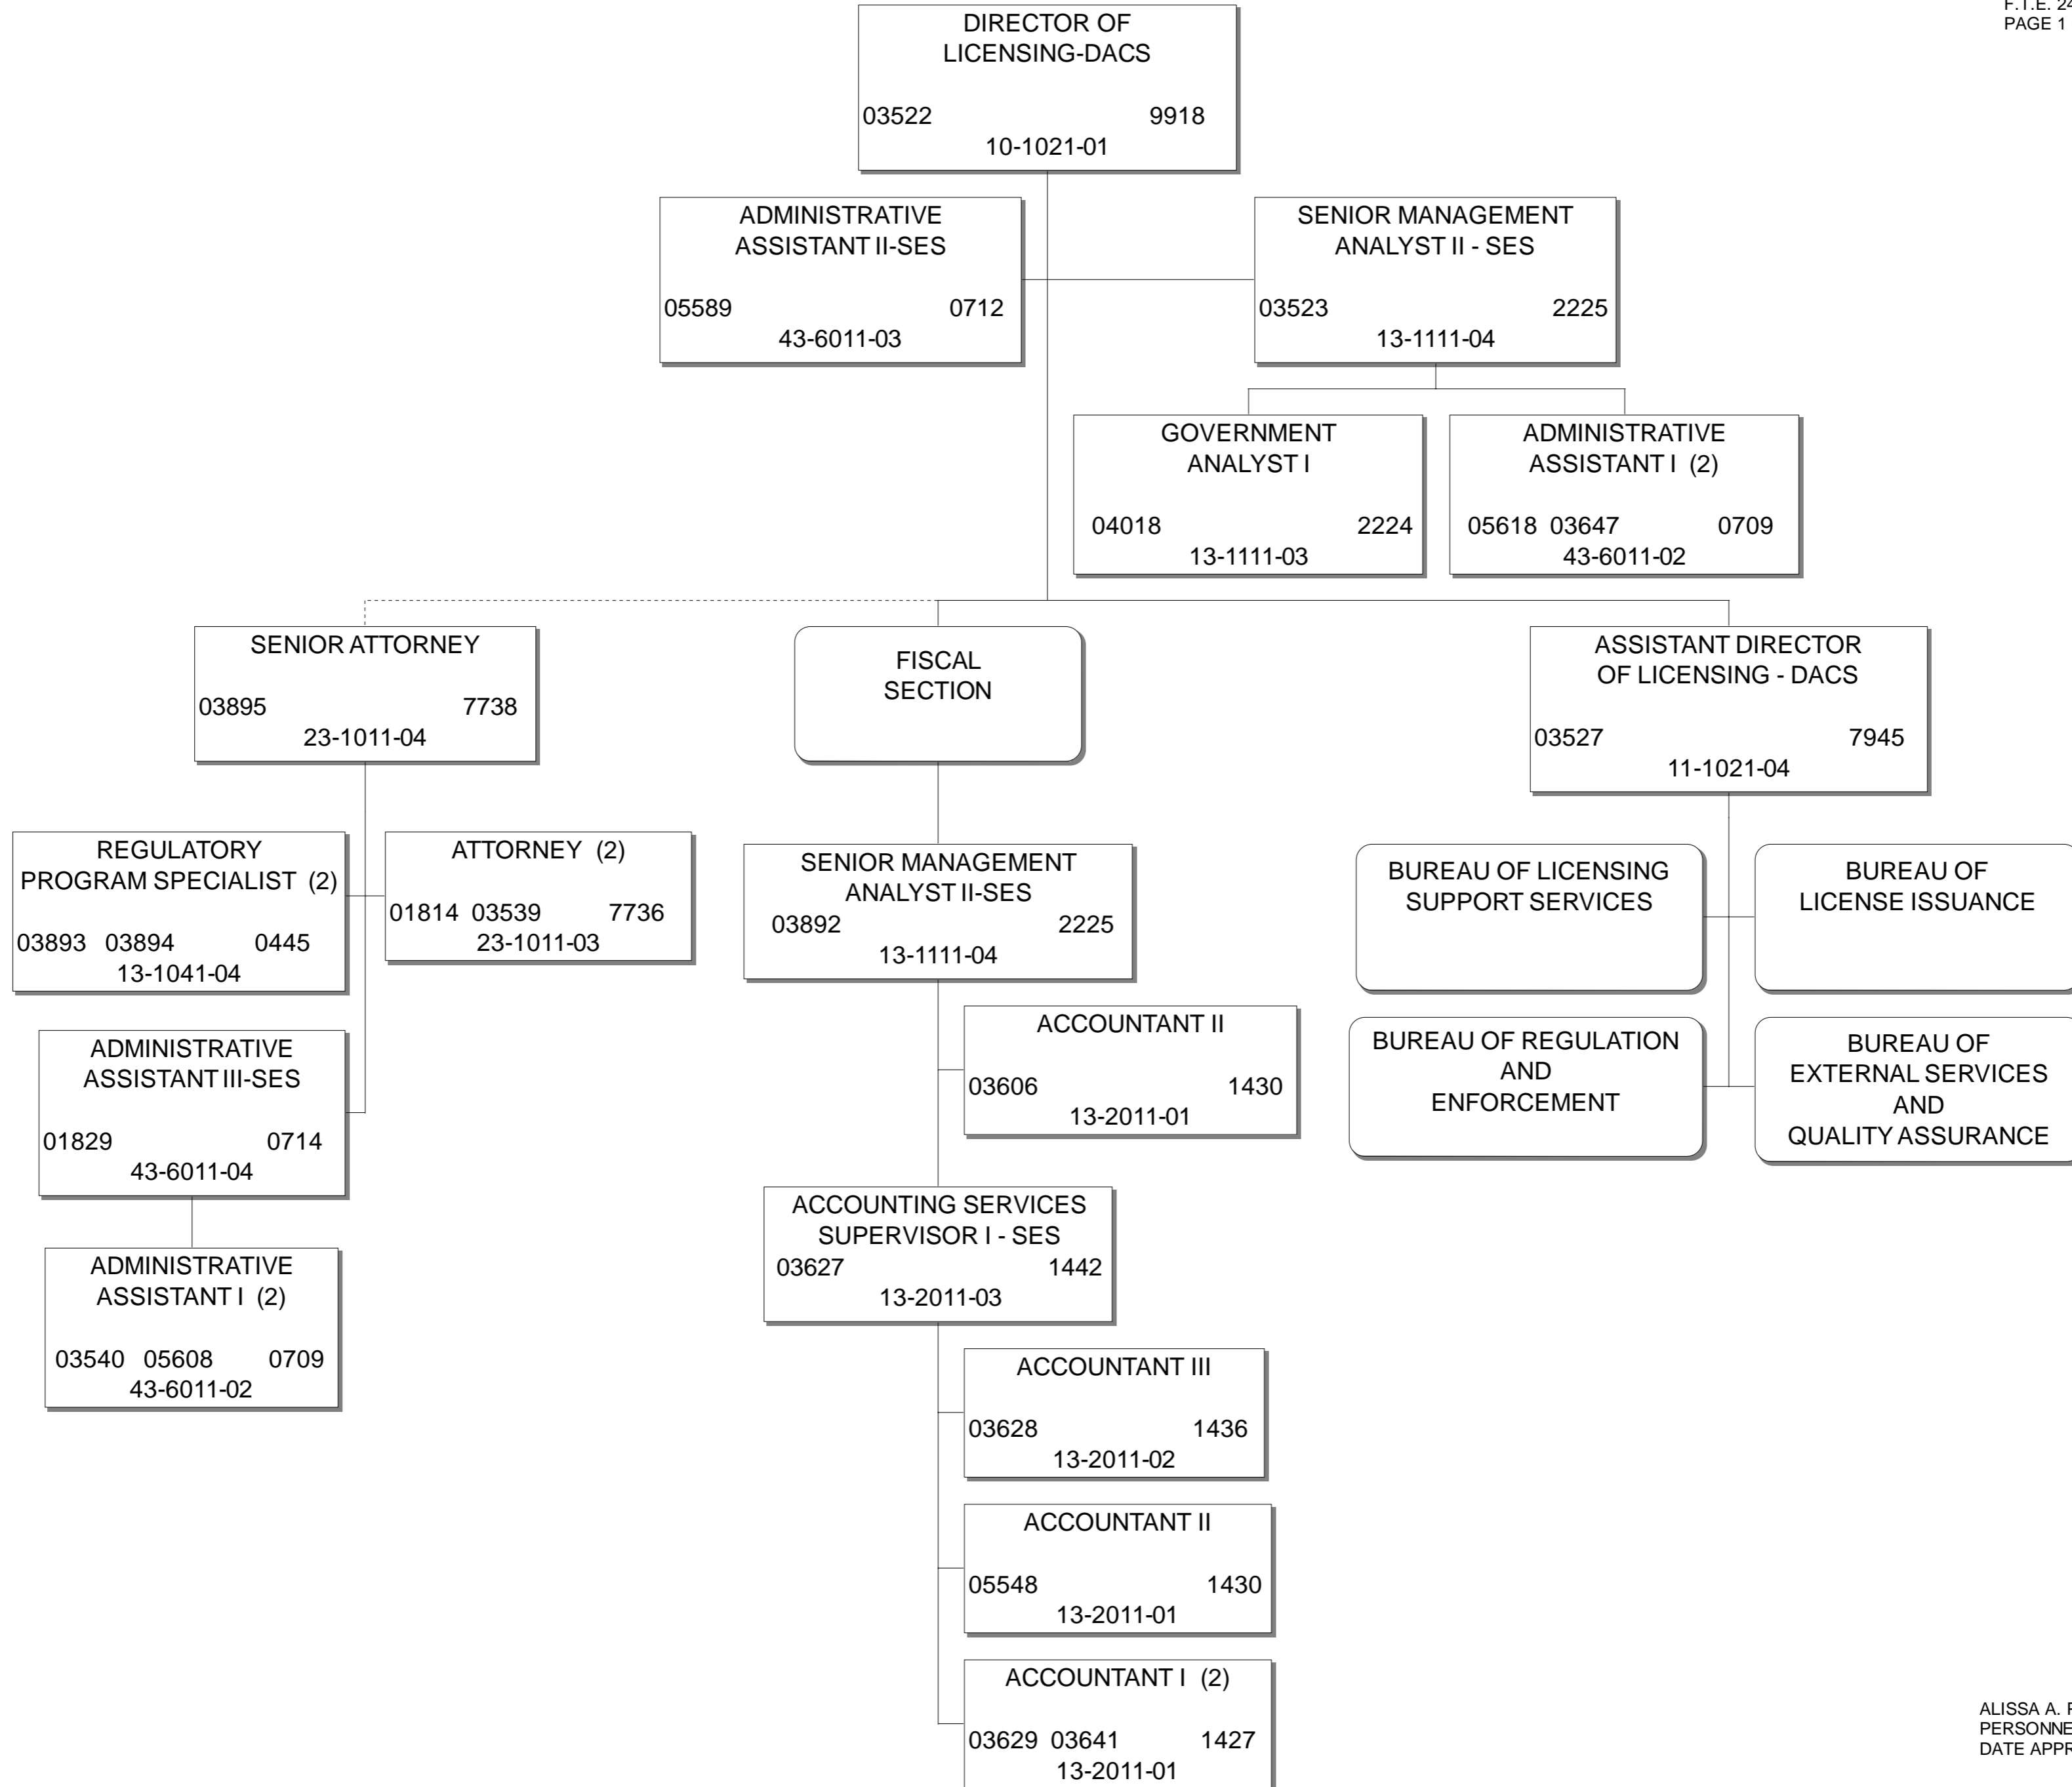 F.T.E. 24
PAGE 1
DIRECTOR OF
LICENSING-DACS
03522 9918
10-1021-01
ADMINISTRATIVE
ASSISTANT II-SES
05589 0712
43-6011-03
SENIOR MANAGEMENT
ANALYST II - SES
03523 2225
13-1111-04
GOVERNMENT
ANALYST I
04018 2224
13-1111-03
ADMINISTRATIVE
ASSISTANT I (2)
05618 03647 0709
43-6011-02
SENIOR ATTORNEY
03895 7738
23-1011-04
FISCAL
SECTION
ASSISTANT DIRECTOR
OF LICENSING - DACS
03527 7945
11-1021-04
REGULATORY
PROGRAM SPECIALIST (2)
03893 03894 0445
13-1041-04
ATTORNEY (2)
01814 03539 7736
23-1011-03
SENIOR MANAGEMENT
ANALYST II-SES
03892 2225
13-1111-04
BUREAU OF LICENSING
SUPPORT SERVICES
BUREAU OF
LICENSE ISSUANCE
ADMINISTRATIVE
ASSISTANT III-SES
01829 0714
43-6011-04
ACCOUNTANT II
03606 1430
13-2011-01
BUREAU OF REGULATION
AND
ENFORCEMENT
BUREAU OF
EXTERNAL SERVICES
AND
QUALITY ASSURANCE
ADMINISTRATIVE
ASSISTANT I (2)
03540 05608 0709
43-6011-02
ACCOUNTING SERVICES
SUPERVISOR I - SES
03627 1442
13-2011-03
ACCOUNTANT III
03628 1436
13-2011-02
ACCOUNTANT II
05548 1430
13-2011-01
ACCOUNTANT I (2)
03629 03641 1427
13-2011-01
ALISSA A.
PERSONNE
DATE APPR